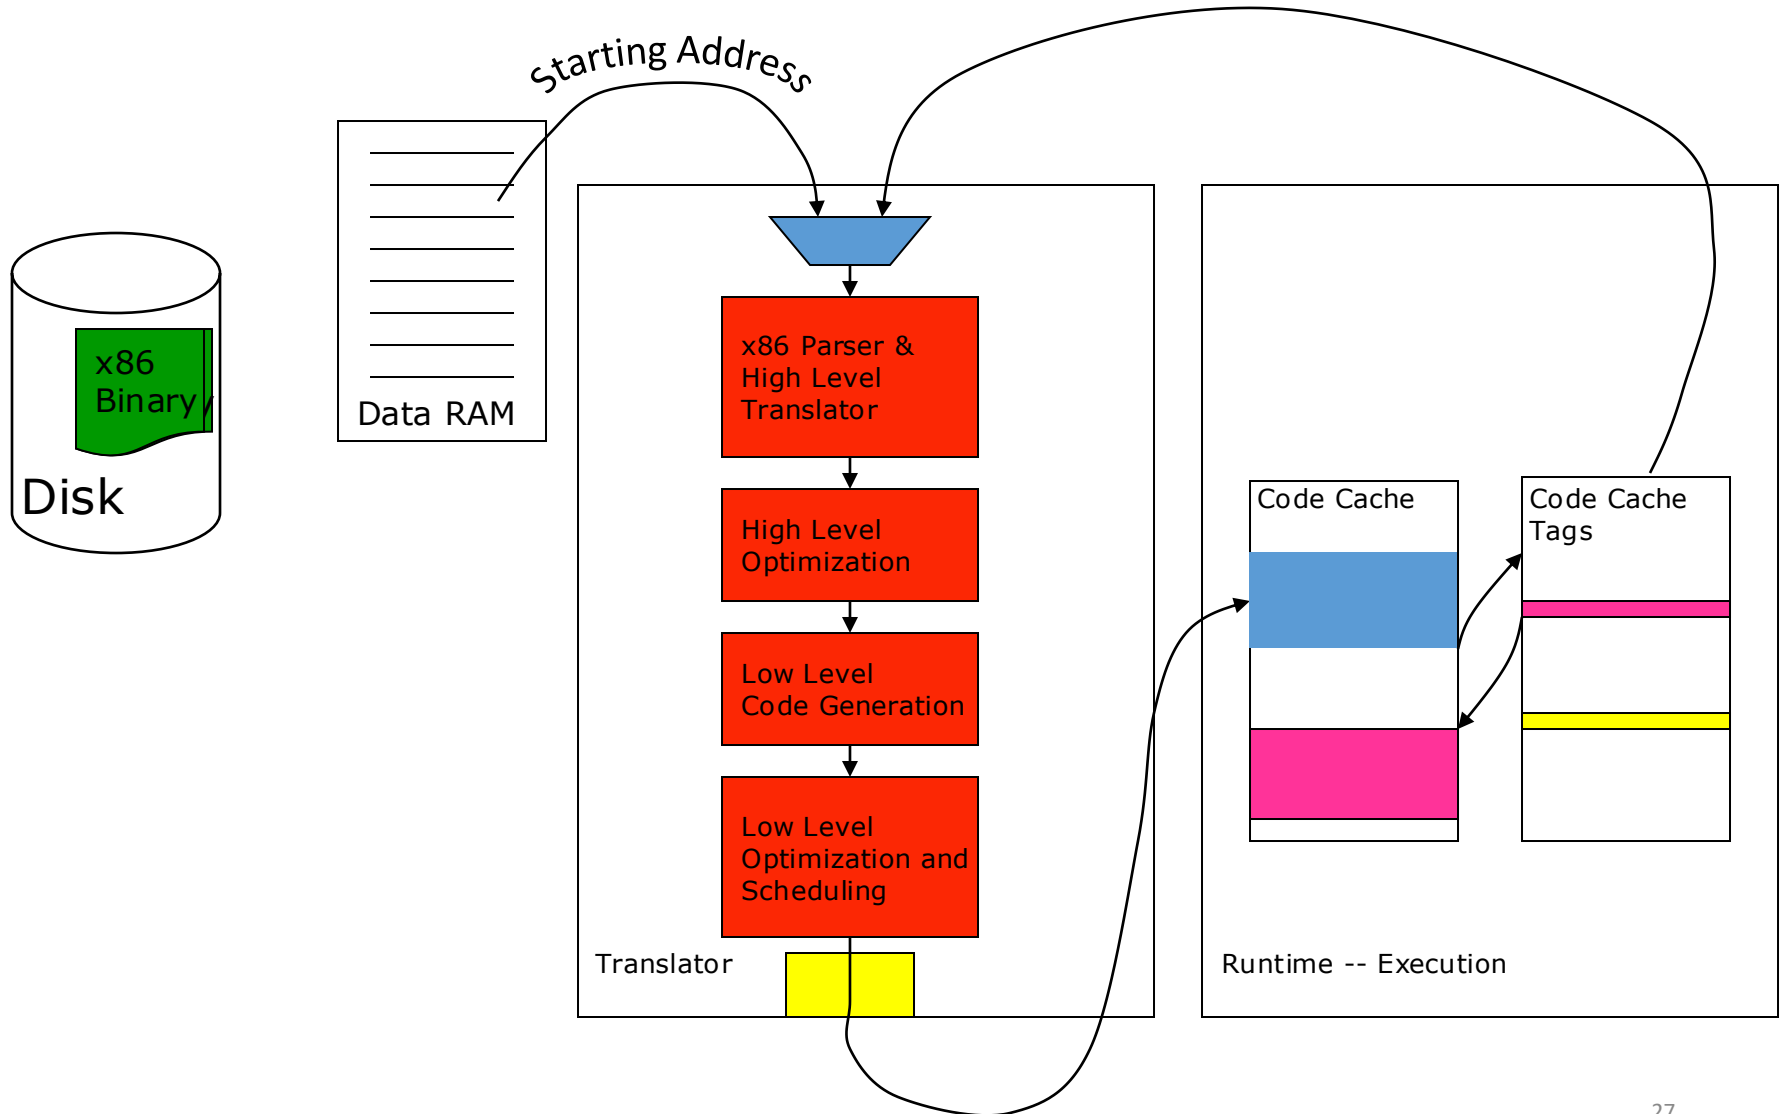 Starting Address
x86
Binary
Disk
Data RAM
x86 Parser &
High Level
Translator
High Level
Optimization
Low Level
Code Generation
Low Level
Optimization and
Scheduling
Translator
Code Cache
Code Cache
Tags
Runtime -- Execution
27